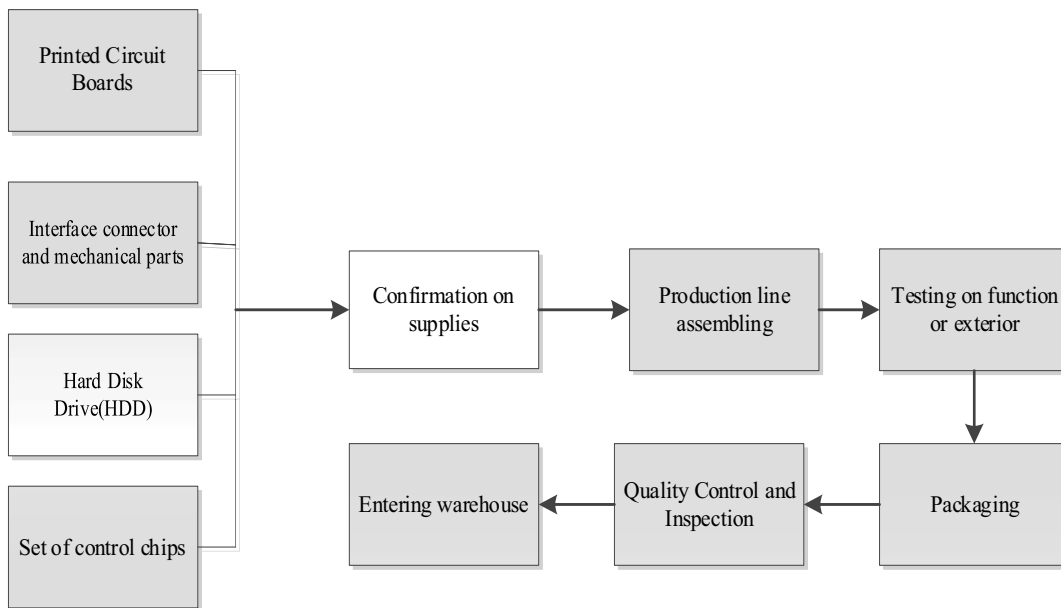 Printed Circuit
Boards
Interface connector
and mechanical parts
Hard Disk
Drive(HDD)
Set of control chips
Confirmation on
supplies
Production line
assembling
Testing on function
or exterior
Packaging
Quality Control and
Inspection
Entering warehouse